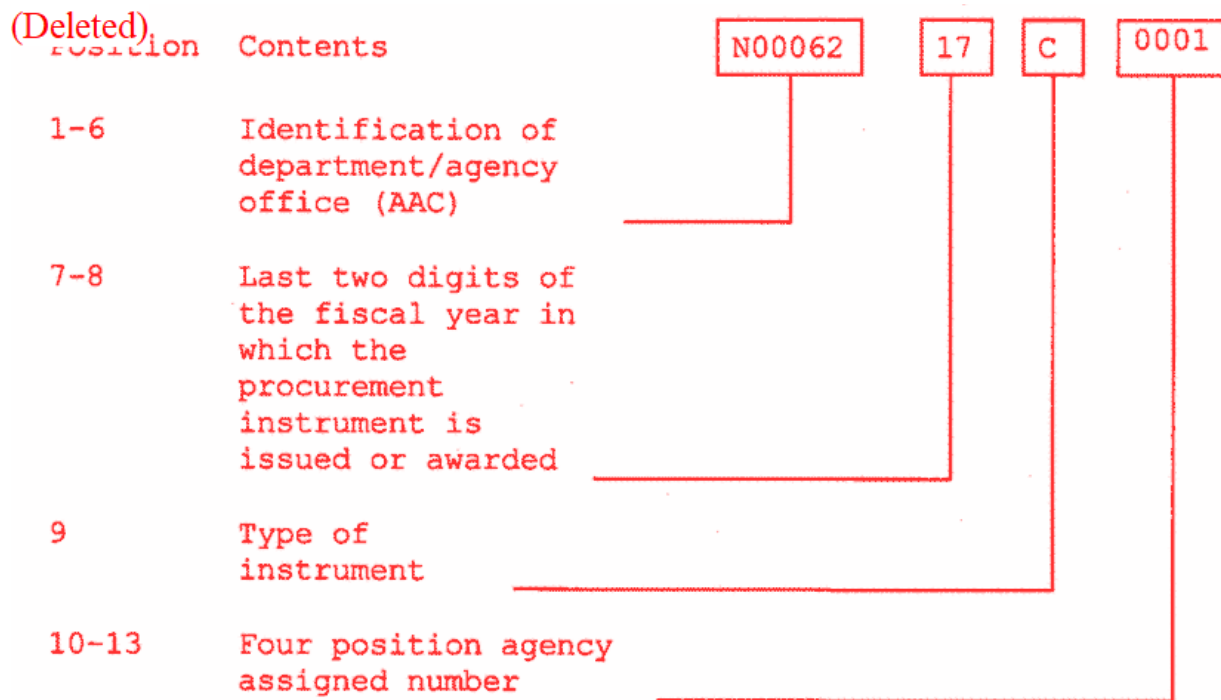 (Deleted)
Position Contents N00062 17 C 0001
1-6 Identification of
department/agency
office (AAC)
7-8 Last two digits of
the fiscal year in
which the
procurement
instrument is
issued or awarded
9 Type of
instrument
10-13 Four position agency
assigned number